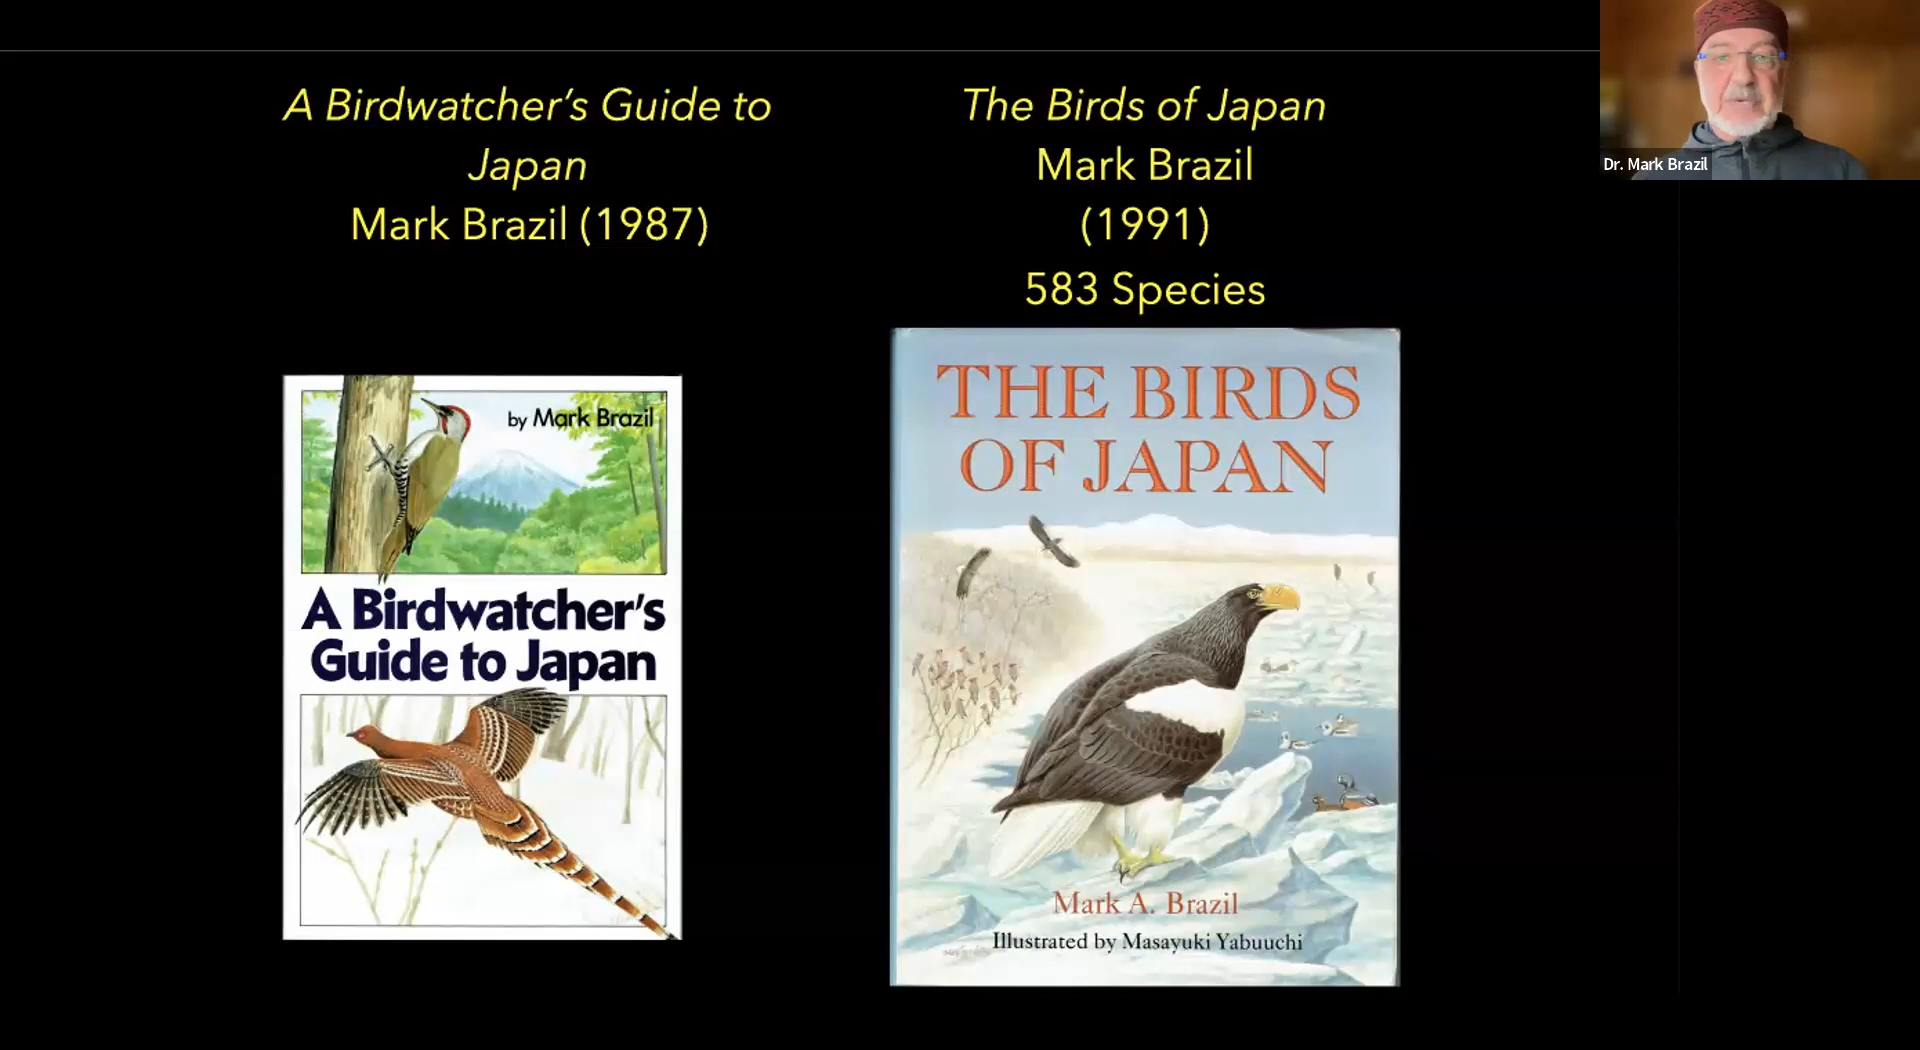 A Birdwatcher's Guide to
Japan
Mark Brazil (1987)
The Birds of Japan
Mark Brazil
(1991)
583 Species
Dr. Mark Brazil
by Mark Brazil
A Birdwatcher's
Guide to Japan
THE BIRDS
OF JAPAN
Mark A. Brazil
Illustrated by Masayuki Yabuuchi